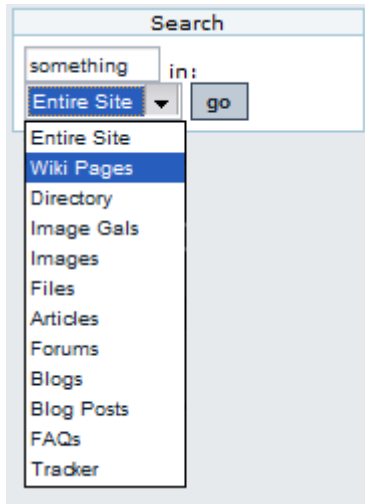 Search
something in:
Entire Site go
Entire Site
Wiki Pages
Directory
Image Gals
Images
Files
Articles
Forums
Blogs
Blog Posts
FAQs
Tracker